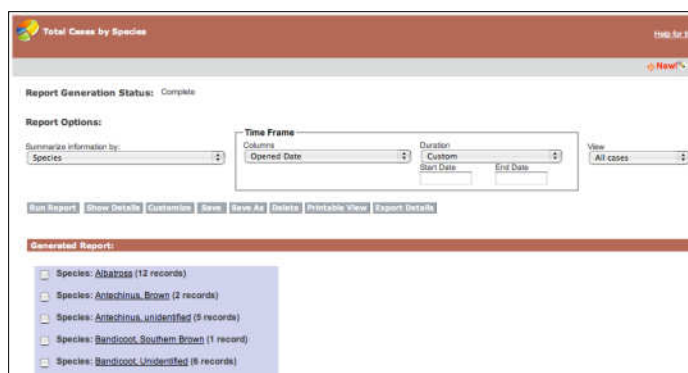 Total Cases by Species
Help for th
New!
Report Generation Status: Complete
Report Options:
Time Frame
Summarize information by:
Columns
Duration
View
Species
Opened Date
Custom
All cases
Start Date
End Date
Run Report Show Details Customize Save Save As Delete Printable View Export Details
Generated Report:
Species: Albatross (12 records)
Species: Antechinus, Brown (2 records)
Species: Antechinus, unidentified (5 records)
Species: Bandicoot, Southern Brown (1 record)
Species: Bandicoot, Unidentified (6 records)